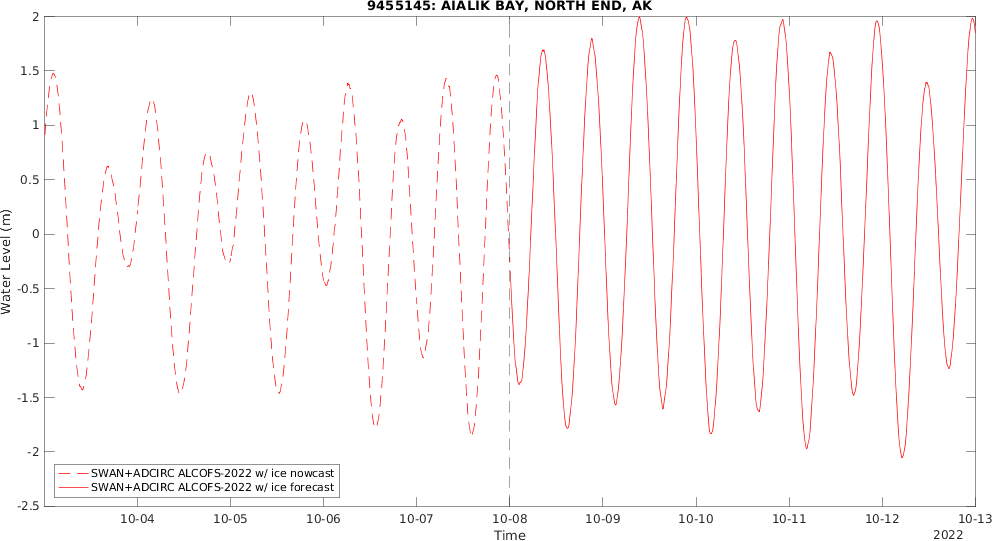 9455145: AIALIK BAY, NORTH END, AK
Water Level (m)
2
1.5
1
0.5
0
-0.5
-1
-1.5
-2
-2.5
SWAN+ADCIRC ALCOFS-2022 w/ ice nowcast
SWAN+ADCIRC ALCOFS-2022 w/ ice forecast
10-04 10-05 10-06 10-07 10-08 10-09 10-10 10-11 10-12 10-13
Time
2022